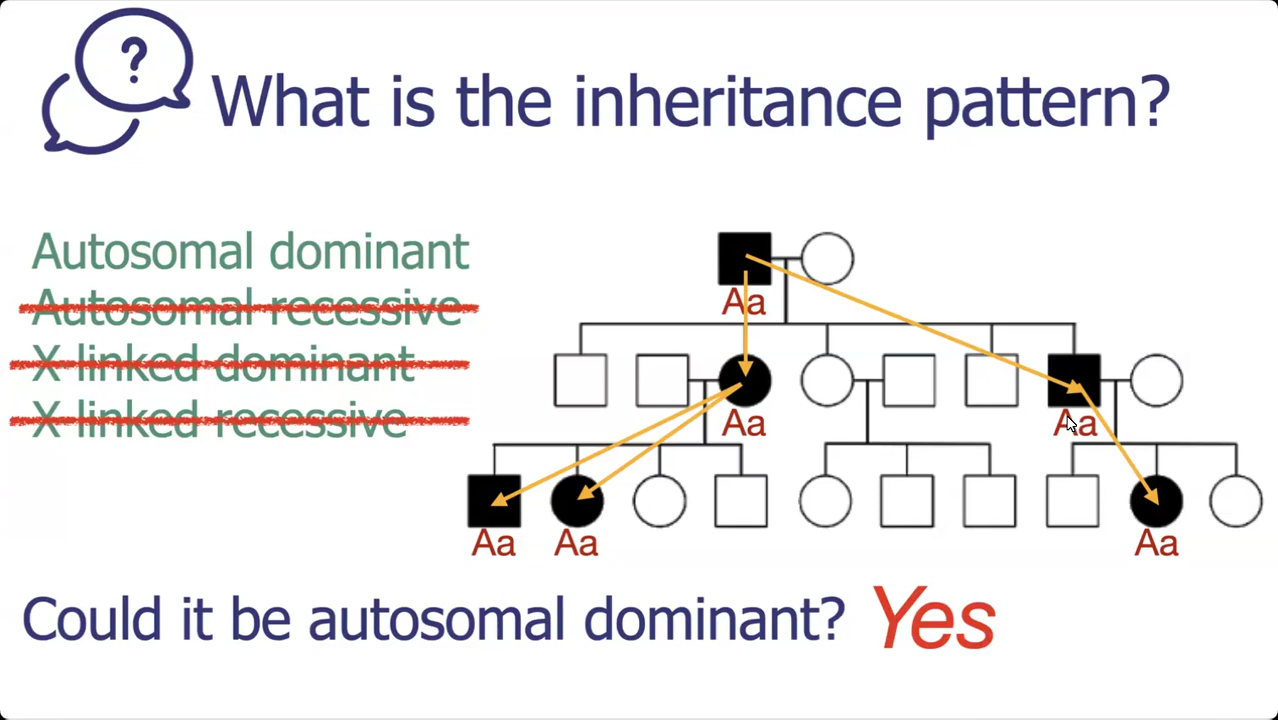 ?
What is the inheritance pattern?
Autosomal dominant
Autosomal recessive
X linked dominant
X linked recessive
Aa
Aa
Aa
Aa
Aa
Aa
Could it be autosomal dominant? Yes